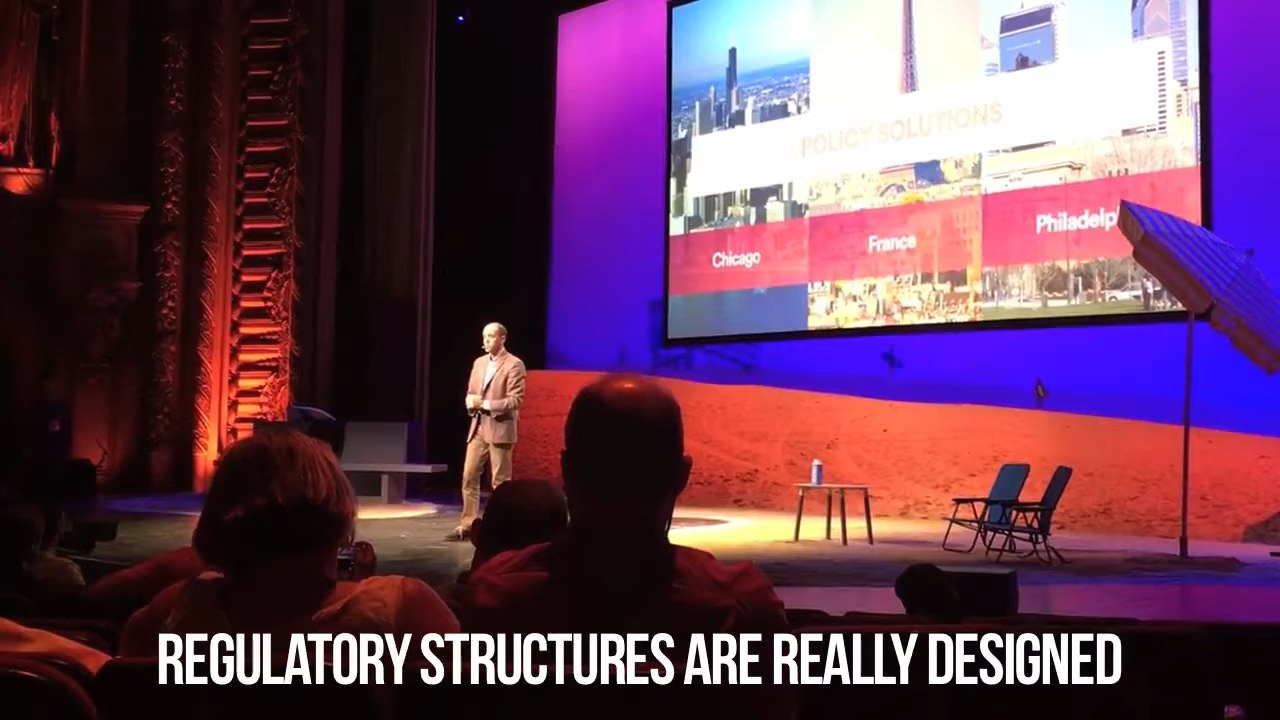 POLICY SOLUTIONS
Chicago
France
Philadelp
REGULATORY STRUCTURES ARE REALLY DESIGNED